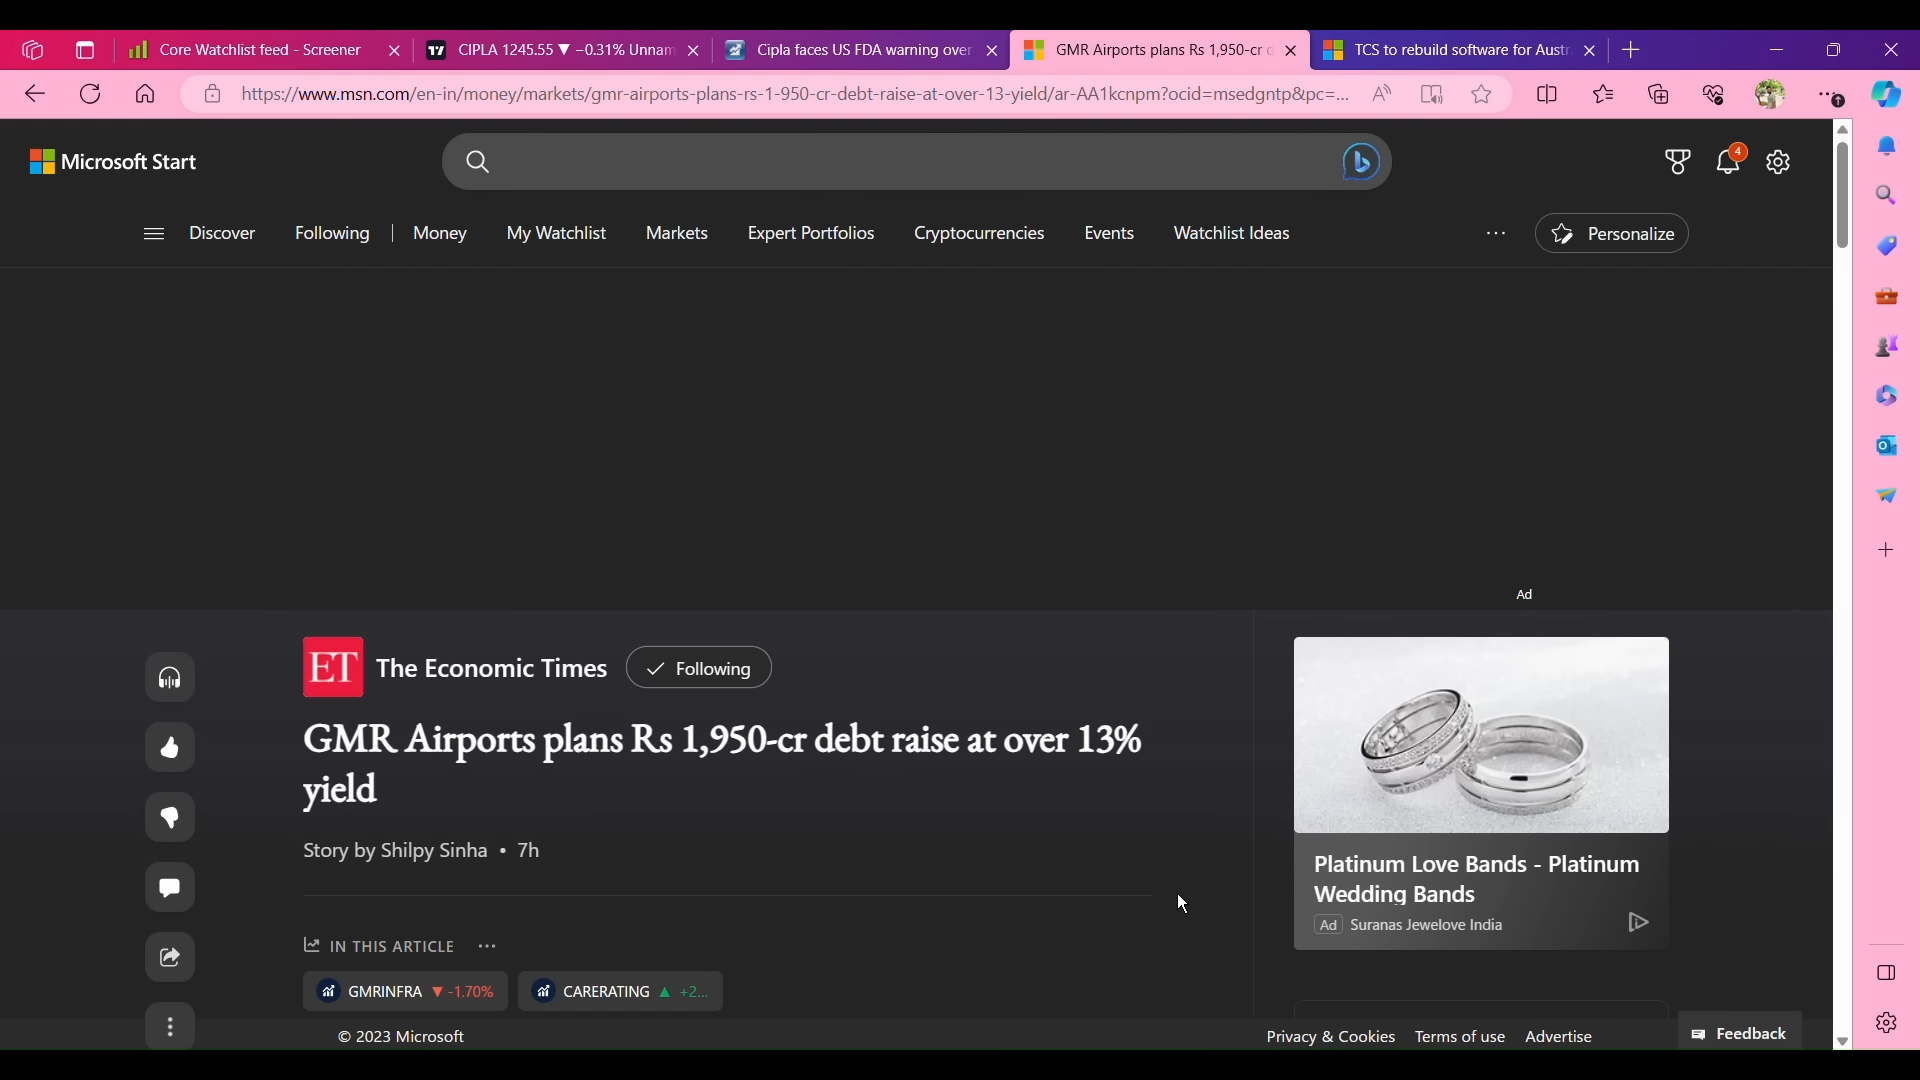 Core Watchlist feed - Screener
CIPLA 1245.55 ▼ −0.31% Unnam
Cipla faces US FDA warning over
GMR Airports plans Rs 1,950-cr d
TCS to rebuild software for Austr
https://www.msn.com/en-in/money/markets/gmr-airports-plans-rs-1-950-cr-debt-raise-at-over-13-yield/ar-AA1kcnpm?ocid=msedgntp&pc=...
Microsoft Start
4
Discover
Following
Money
My Watchlist
Markets
Expert Portfolios
Cryptocurrencies
Events
Watchlist Ideas
...
Personalize
Ad
ET
The Economic Times
Following
GMR Airports plans Rs 1,950-cr debt raise at over 13%
yield
Story by Shilpy Sinha • 7h
IN THIS ARTICLE ...
GMRINFRA ▼ -1.70%
CARERATING ▲ +2...
Platinum Love Bands - Platinum
Wedding Bands
Ad Suranas Jewelove India
© 2023 Microsoft
Privacy & Cookies
Terms of use
Advertise
Feedback